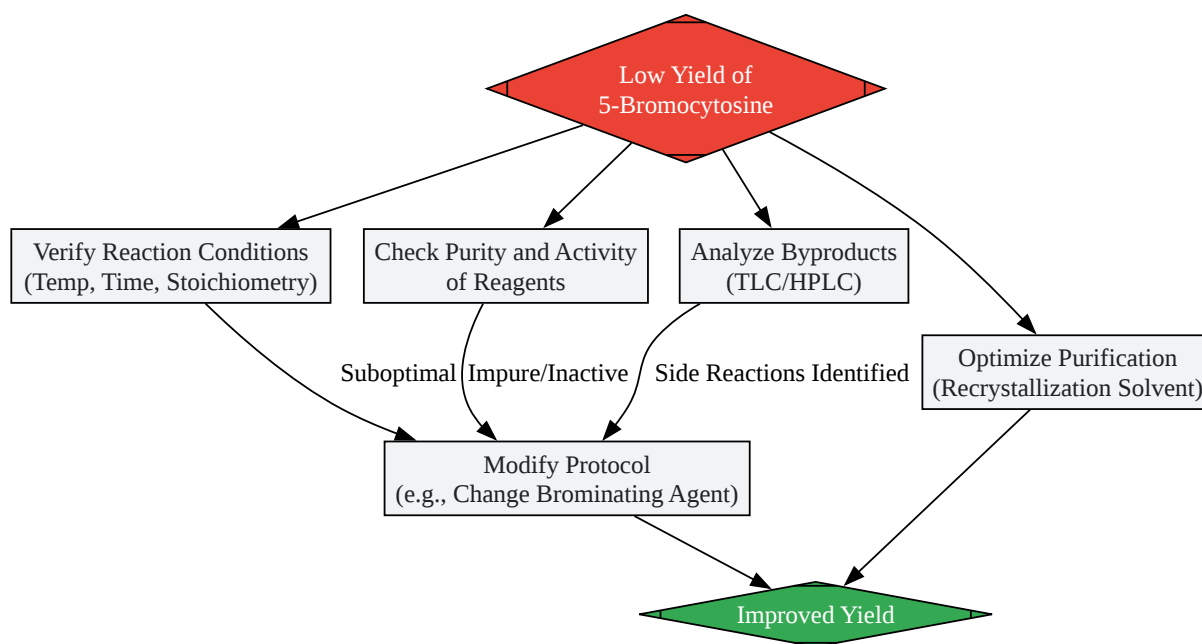 Low Yield of
5-Bromocytosine
Verify Reaction Conditions
(Temp, Time, Stoichiometry)
Check Purity and Activity
of Reagents
Analyze Byproducts
(TLC/HPLC)
Optimize Purification
(Recrystallization Solvent)
Suboptimal
Impure/Inactive
Side Reactions Identified
Modify Protocol
(e.g., Change Brominating Agent)
Improved Yield